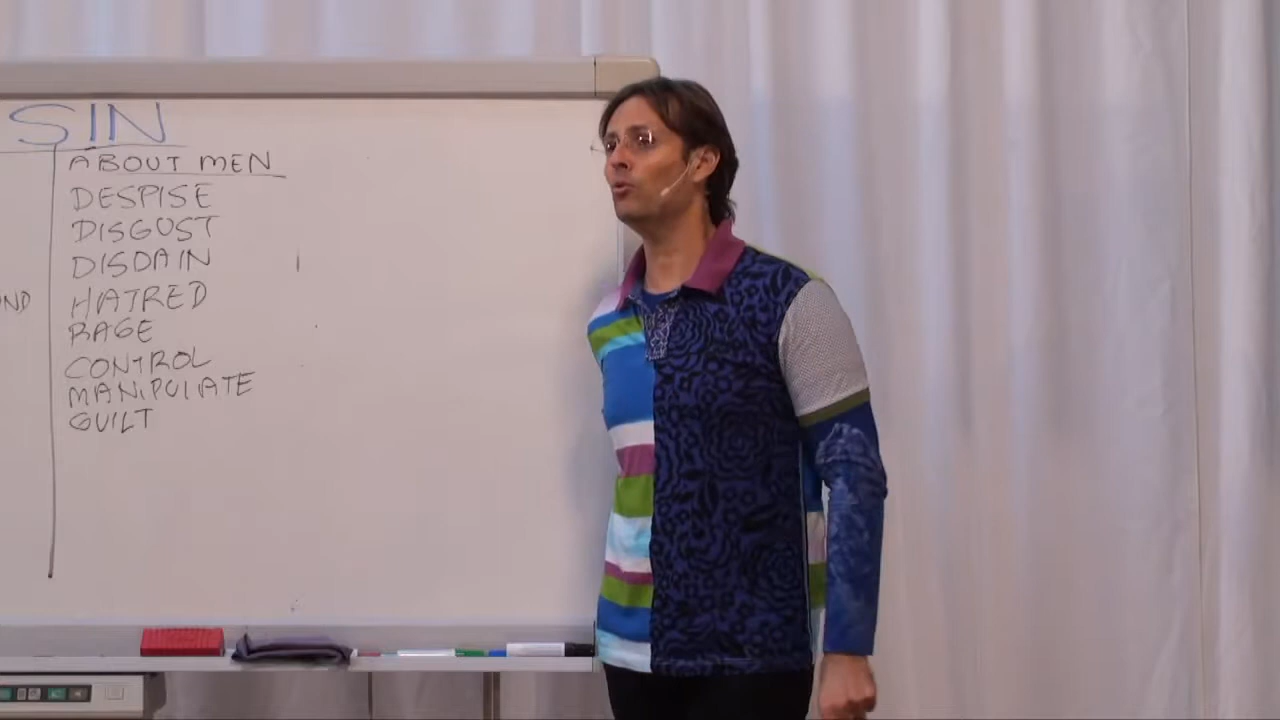 SIN
ABOUT MEN
DESPISE
DISGUST
DISDAIN
HATRED
RAGE
CONTROL
MANIPULATE
GUILT